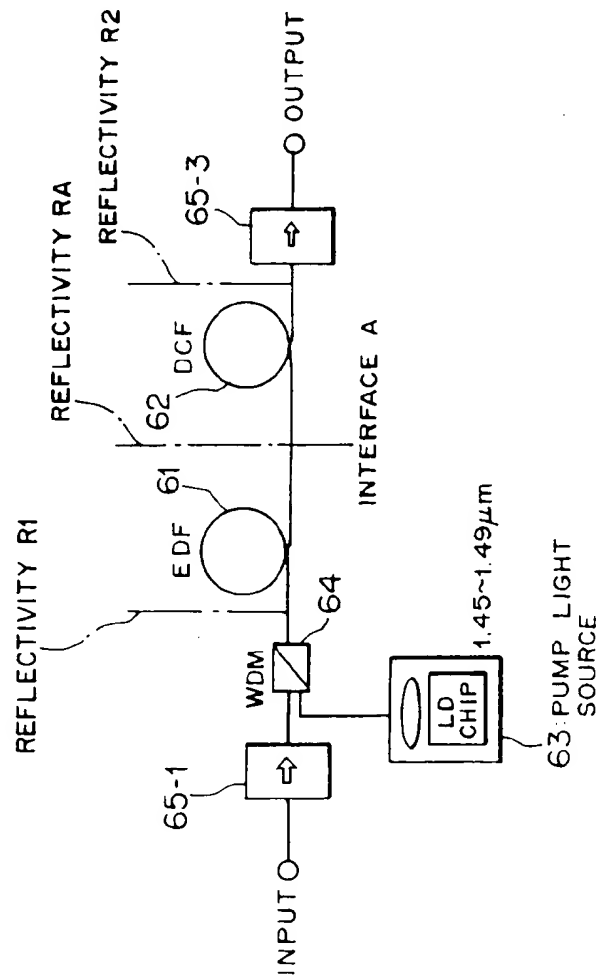 REFLECTIVITY R1
REFLECTIVITY RA
REFLECTIVITY R2
EDF
61
DCF
62
INPUT
65-1
WDM
64
65-3
OUTPUT
INTERFACE A
LD
CHIP
1.45~1.49μm
63:PUMP LIGHT
SOURCE